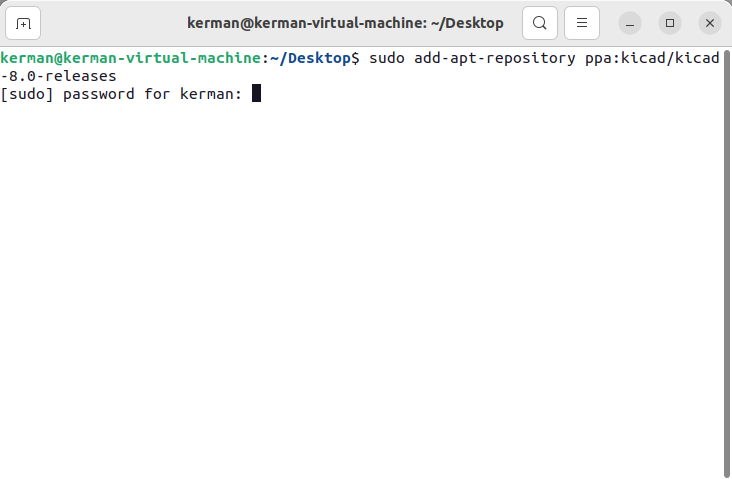 kerman@kerman-virtual-machine: ~/Desktop
kerman@kerman-virtual-machine:~/Desktop$ sudo add-apt-repository ppa:kicad/kicad
-8.0-releases
[sudo] password for kerman: